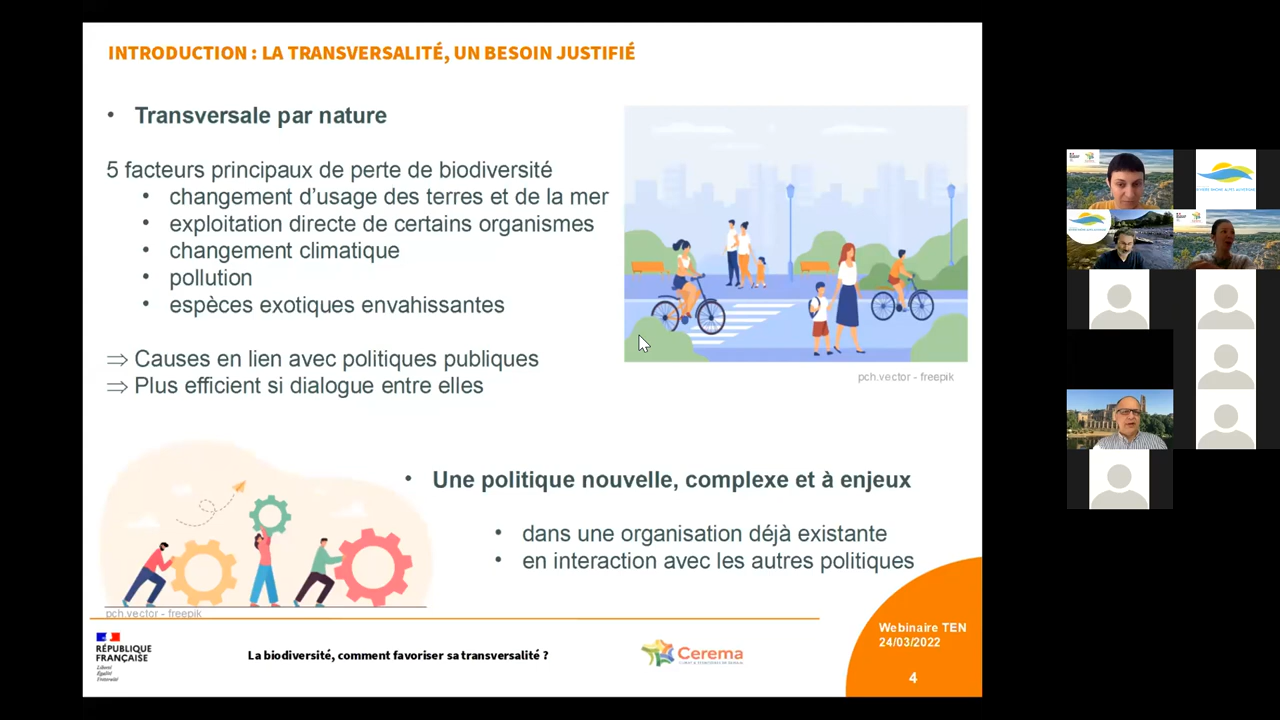 INTRODUCTION : LA TRANSVERSALITÉ, UN BESOIN JUSTIFIÉ
• Transversale par nature
5 facteurs principaux de perte de biodiversité
• changement d’usage des terres et de la mer
• exploitation directe de certains organismes
• changement climatique
• pollution
• espèces exotiques envahissantes
⇒ Causes en lien avec politiques publiques
⇒ Plus efficient si dialogue entre elles
pch.vector - freepik
• Une politique nouvelle, complexe et à enjeux
• dans une organisation déjà existante
• en interaction avec les autres politiques
pch.vector - freepik
RÉPUBLIQUE
FRANÇAISE
Liberté
Égalité
Fraternité
La biodiversité, comment favoriser sa transversalité ?
Cerema
Webinaire TEN
24/03/2022
4